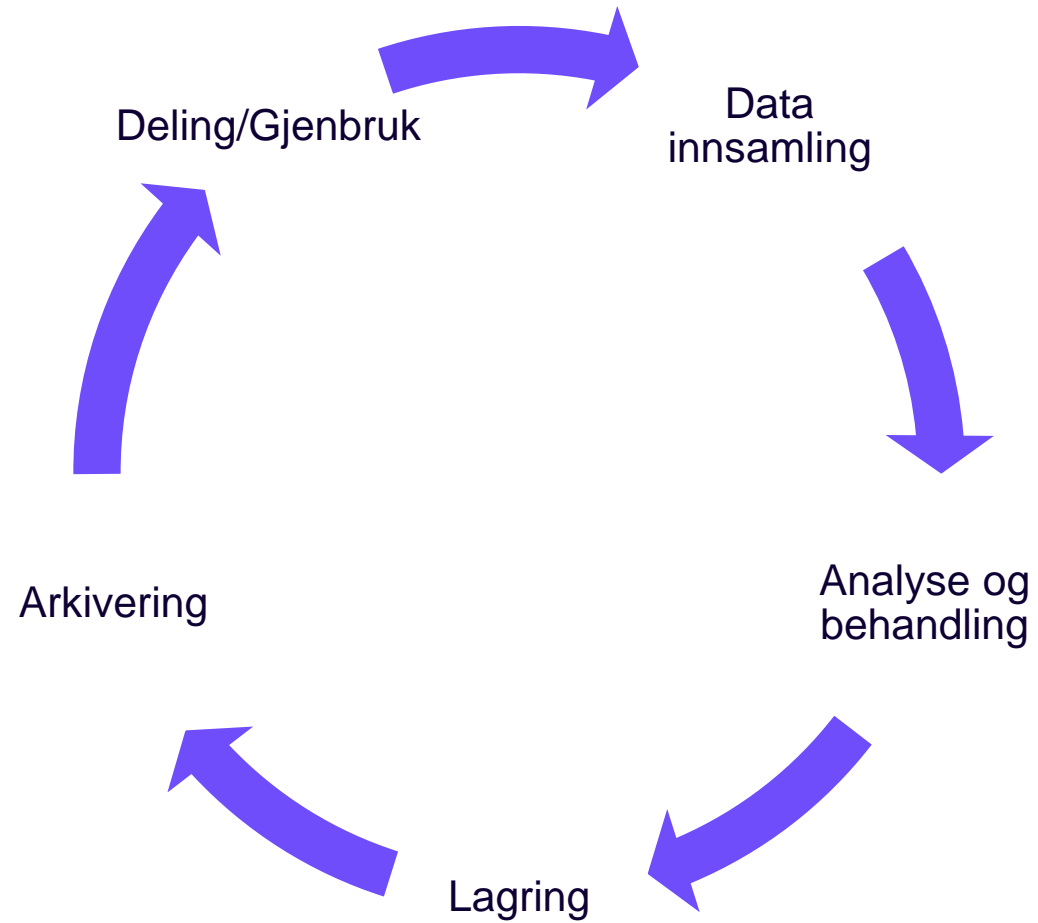 Deling/Gjenbruk
Data
innsamling
Analyse og
behandling
Lagring
Arkivering